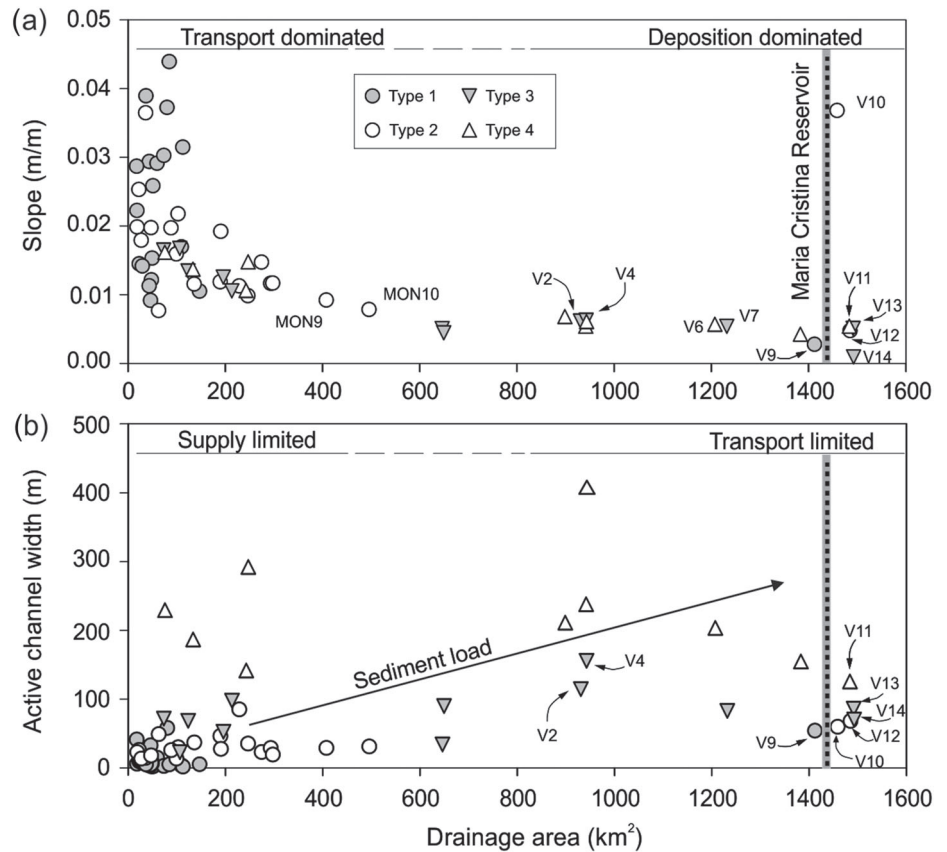 (a)
0.05
Transport dominated
Deposition dominated
Slope (m/m)
0.04
0.03
0.02
0.01
0.00
Type 1
Type 3
Type 2
Type 4
Maria Cristina Reservoir
V10
MON9
MON10
V2
V4
V6
V7
V9
V11
V13
V12
V14
0 200 400 600 800 1000 1200 1400 1600
(b)
500
Supply limited
Transport limited
Active channel width (m)
400
300
200
100
0
Sediment load
V4
V2
V9
V11
V13
V14
V12
V10
0 200 400 600 800 1000 1200 1400 1600
Drainage area (km²)